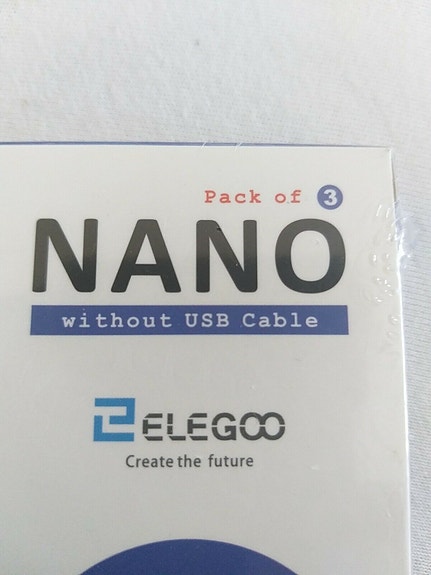 Pack of 3
NANO
without USB Cable
ELEGOO
Create the future